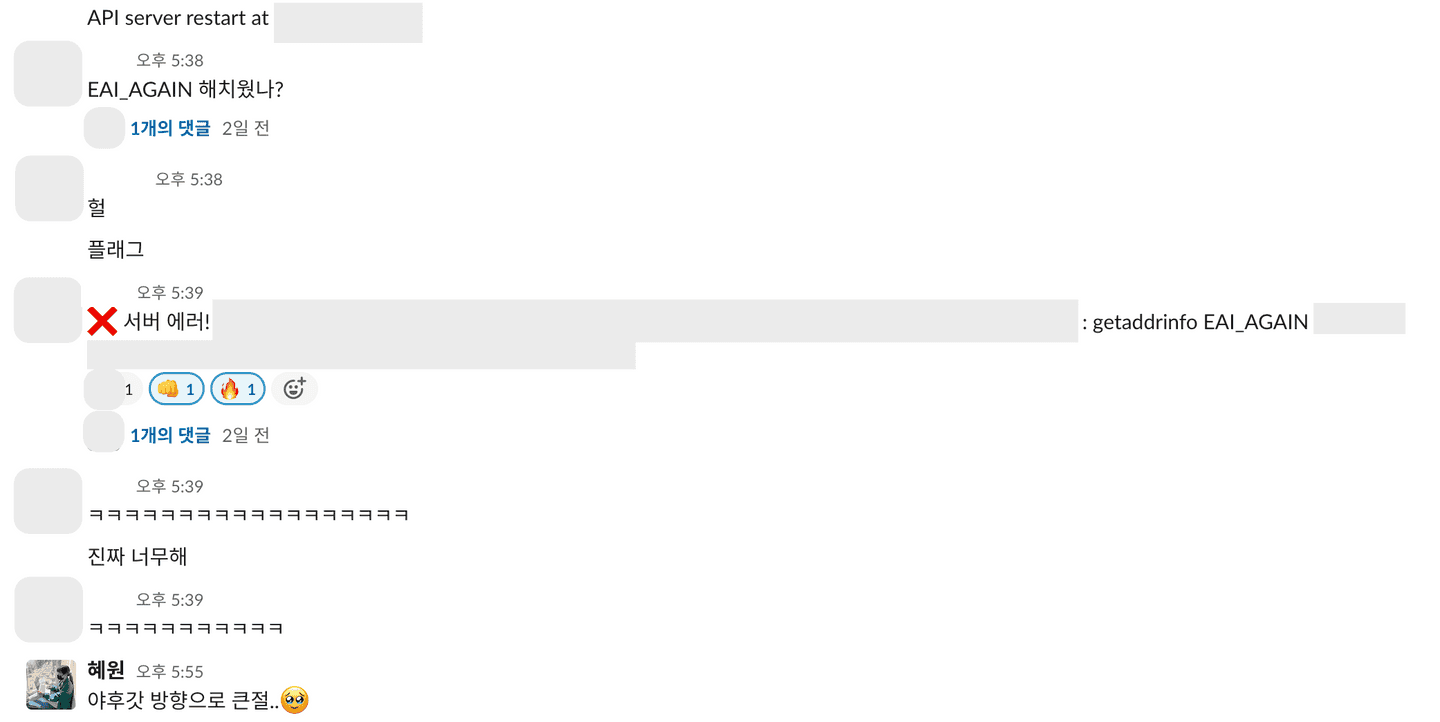 API server restart at
오후 5:38
EAI_AGAIN 해치웠나?
1개의 댓글 2일 전
오후 5:38
헐
플래그
오후 5:39
❌ 서버 에러! : getaddrinfo EAI_AGAIN
1 👊 1 🔥 1
1개의 댓글 2일 전
오후 5:39
ㅋㅋㅋㅋㅋㅋㅋㅋㅋㅋㅋㅋㅋㅋㅋㅋㅋㅋ
진짜 너무해
오후 5:39
ㅋㅋㅋㅋㅋㅋㅋㅋㅋㅋㅋ
혜원 오후 5:55
야후갓 방향으로 큰절..🥹